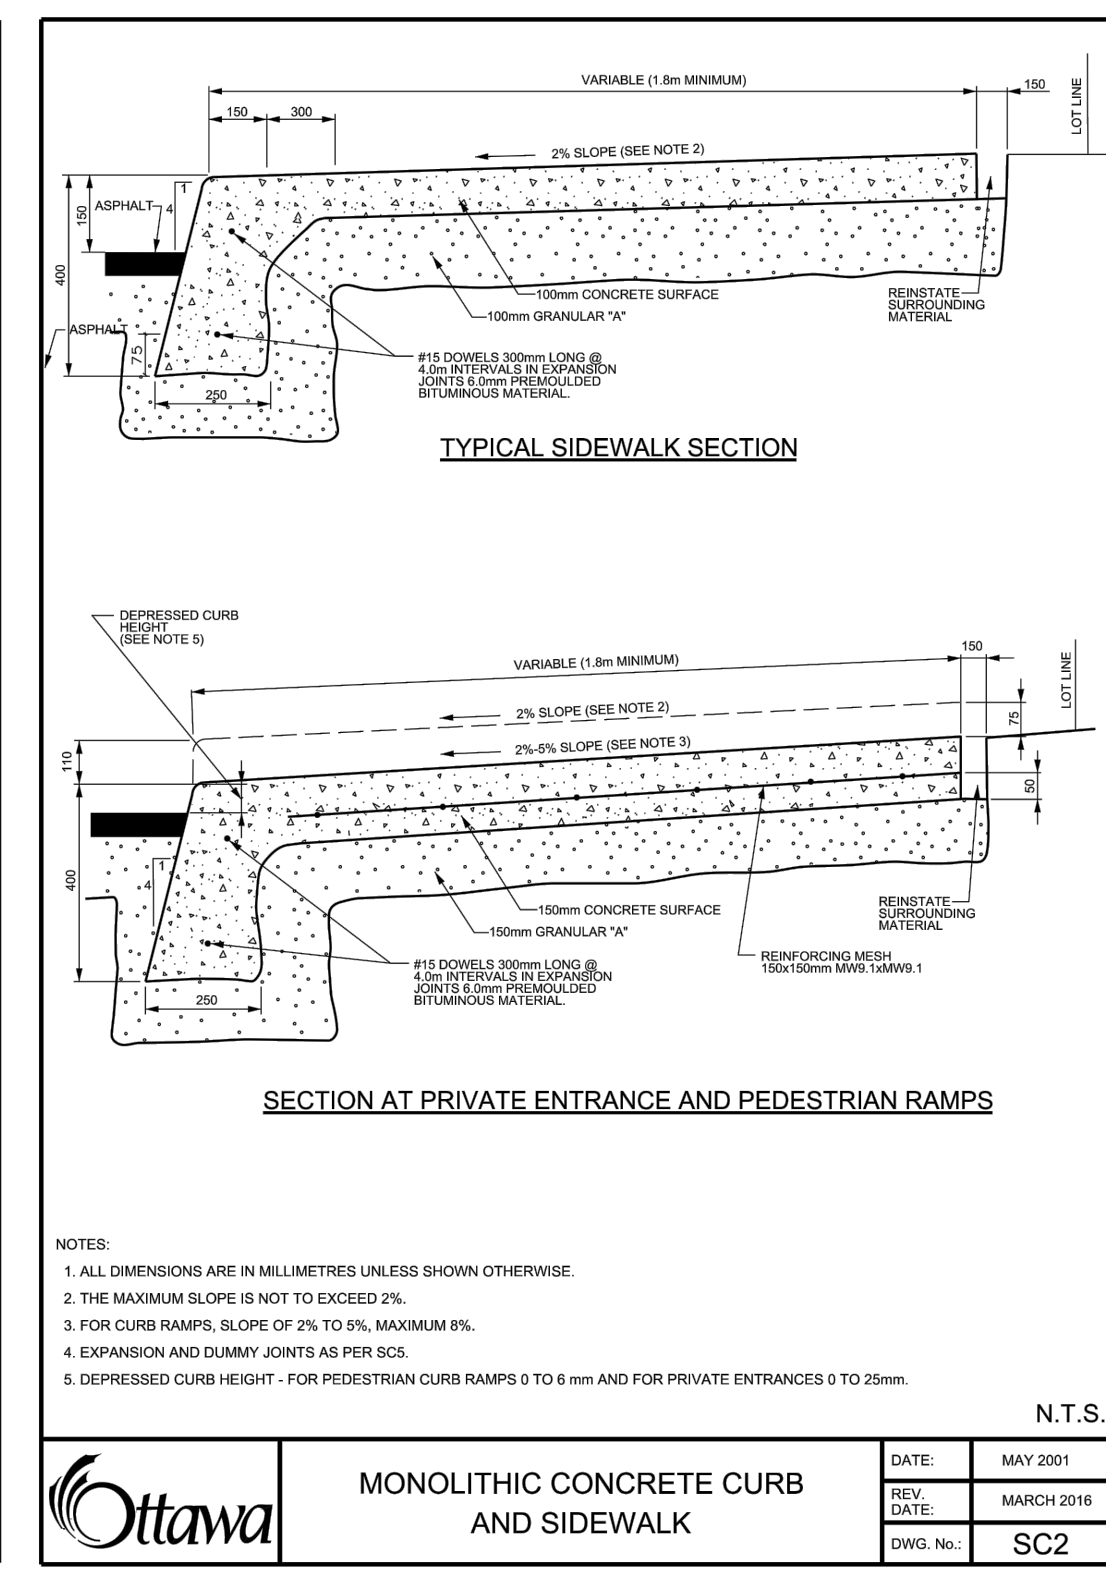 VARIABLE (1.8m MINIMUM)
150
LOT LINE
150
300
2% SLOPE (SEE NOTE 2)
1
4
ASPHALT
150
400
ASPHALT
75
250
100mm CONCRETE SURFACE
100mm GRANULAR "A"
REINSTATE
SURROUNDING
MATERIAL
#15 DOWELS 300mm LONG @
4.0m INTERVALS IN EXPANSION
JOINTS 6.0mm PREMOULDED
BITUMINOUS MATERIAL.
TYPICAL SIDEWALK SECTION
DEPRESSED CURB
HEIGHT
(SEE NOTE 5)
VARIABLE (1.8m MINIMUM)
150
LOT LINE
2% SLOPE (SEE NOTE 2)
75
2%-5% SLOPE (SEE NOTE 3)
110
50
400
1
4
150mm CONCRETE SURFACE
150mm GRANULAR "A"
REINSTATE
SURROUNDING
MATERIAL
REINFORCING MESH
150x150mm MW9.1xMW9.1
#15 DOWELS 300mm LONG @
4.0m INTERVALS IN EXPANSION
JOINTS 6.0mm PREMOULDED
BITUMINOUS MATERIAL.
250
SECTION AT PRIVATE ENTRANCE AND PEDESTRIAN RAMPS
NOTES:
1. ALL DIMENSIONS ARE IN MILLIMETRES UNLESS SHOWN OTHERWISE.
2. THE MAXIMUM SLOPE IS NOT TO EXCEED 2%.
3. FOR CURB RAMPS, SLOPE OF 2% TO 5%, MAXIMUM 8%.
4. EXPANSION AND DUMMY JOINTS AS PER SC5.
5. DEPRESSED CURB HEIGHT - FOR PEDESTRIAN CURB RAMPS 0 TO 6 mm AND FOR PRIVATE ENTRANCES 0 TO 25mm.
N.T.S.
Ottawa
MONOLITHIC CONCRETE CURB
AND SIDEWALK
DATE:
MAY 2001
REV.
DATE:
MARCH 2016
DWG. No.:
SC2